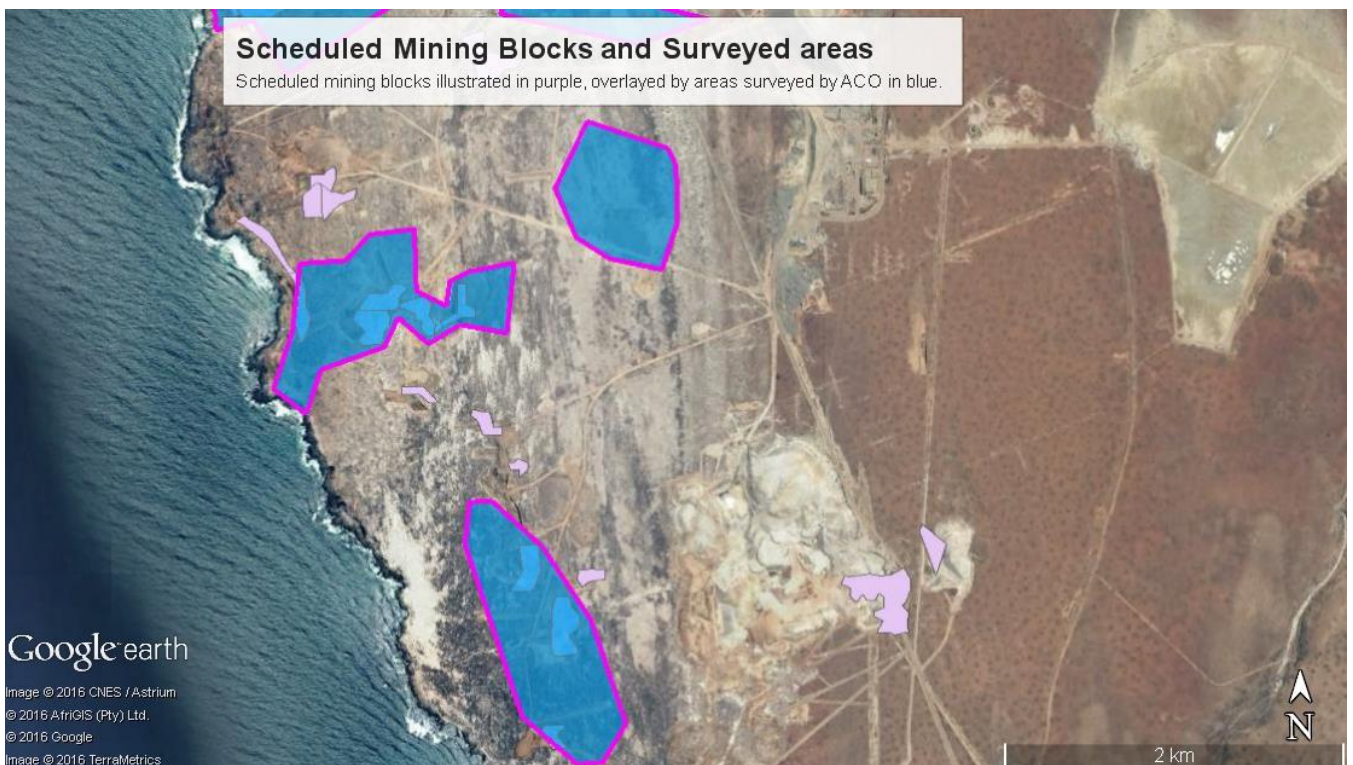 Scheduled Mining Blocks and Surveyed areas
Scheduled mining blocks illustrated in purple, overlayed by areas surveyed by ACO in blue.
Google earth
Image © 2016 CNES / Astrium
© 2016 AfriGIS (Pty) Ltd.
© 2016 Google
Image © 2016 TerraMetrics
N
2 km